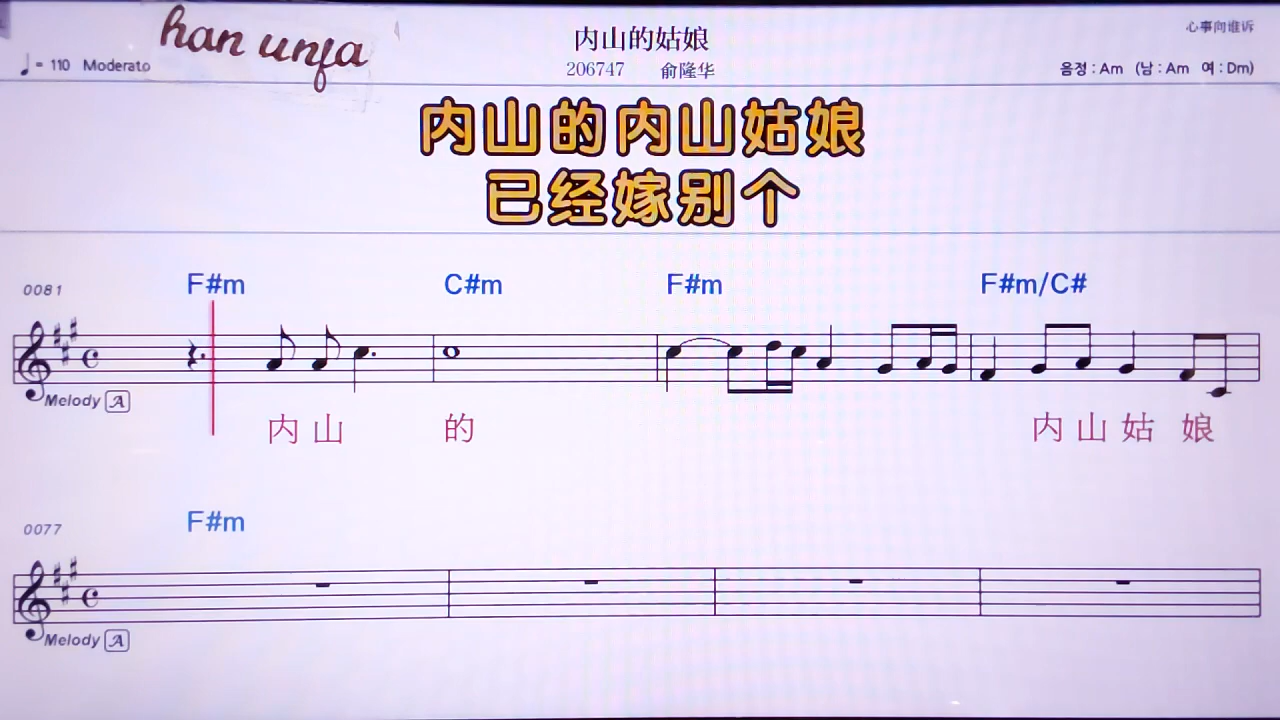 han unfa
内山的姑娘
心事向谁诉
♩= 110 Moderato
206747 俞隆华
음정 : Am (남 : Am 여 : Dm)
内山的内山姑娘
已经嫁别个
0081 F#m C#m F#m F#m/C#
Melody A
内山 的 内山姑 娘
0077 F#m
Melody A